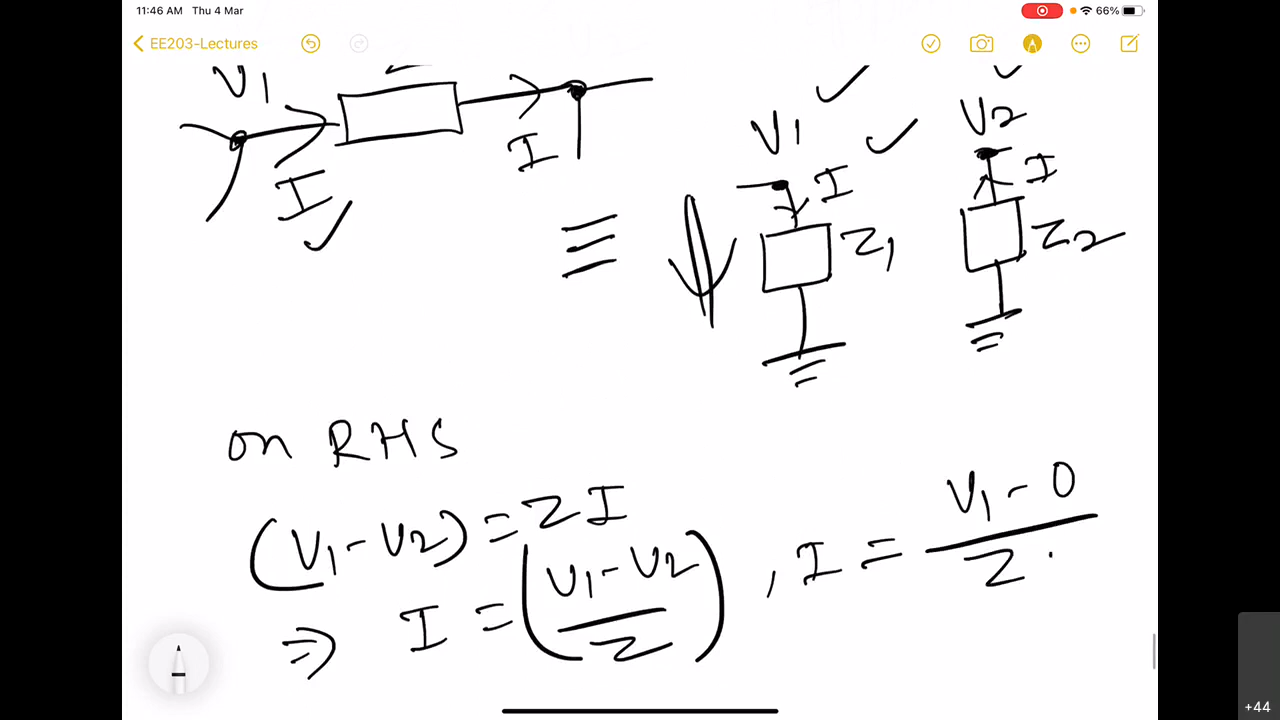 11:46 AM Thu 4 Mar 66%
EE203-Lectures
V1
V1 V2
I I I I
Z1 Z2
≡
on RHS
(V1 - V2) = ZI
⇒ I = (V1 - V2 / Z) , I = V1 - 0 / Z
+44